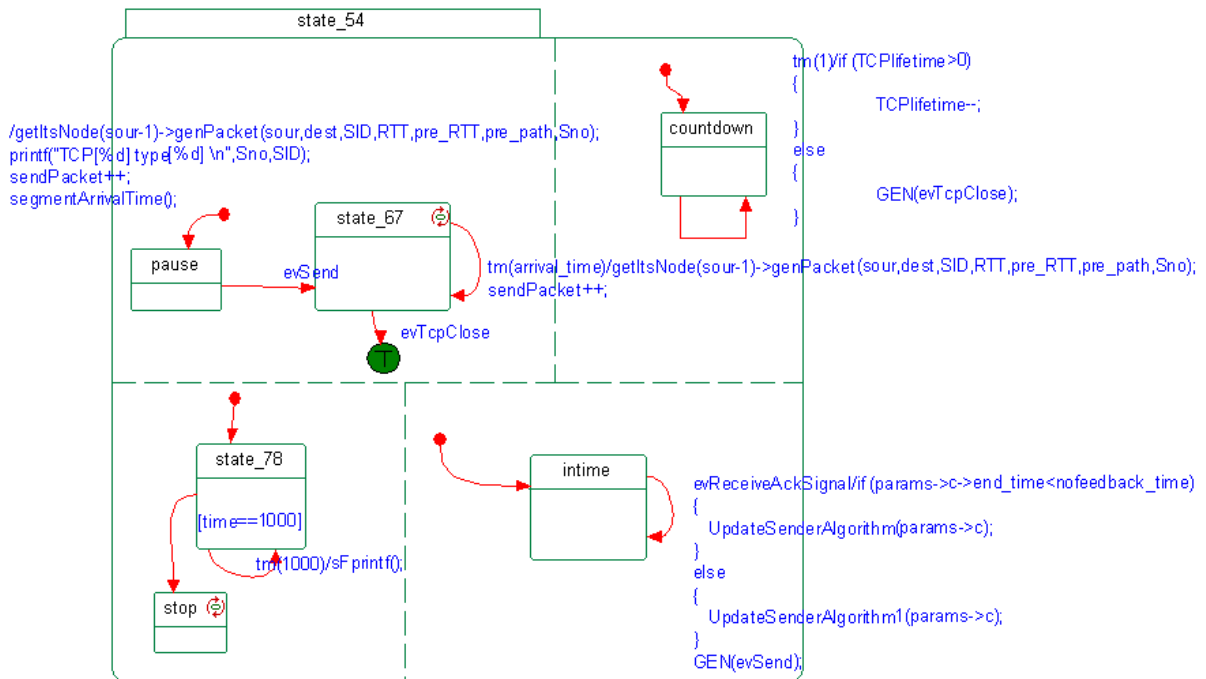 state_54
tm(1)/if (TCPlifetime>0)
{
TCPlifetime--;
}
else
{
GEN(evTcpClose);
}
countdown
/getItsNode(sour-1)->genPacket(sour,dest,SID,RTT,pre_RTT,pre_path,Sno);
printf("TCP[%d] type[%d] \n",Sno,SID);
sendPacket++;
segmentArrivalTime();
state_67
pause
evSend
tm(arrival_time)/getItsNode(sour-1)->genPacket(sour,dest,SID,RTT,pre_RTT,pre_path,Sno);
sendPacket++;
evTcpClose
T
state_78
[time==1000]
tm(1000)/sFprintf();
stop
intime
evReceiveAckSignal/if (params->c->end_time<nofeedback_time)
{
UpdateSenderAlgorithm(params->c);
}
else
{
UpdateSenderAlgorithm1(params->c);
}
GEN(evSend);